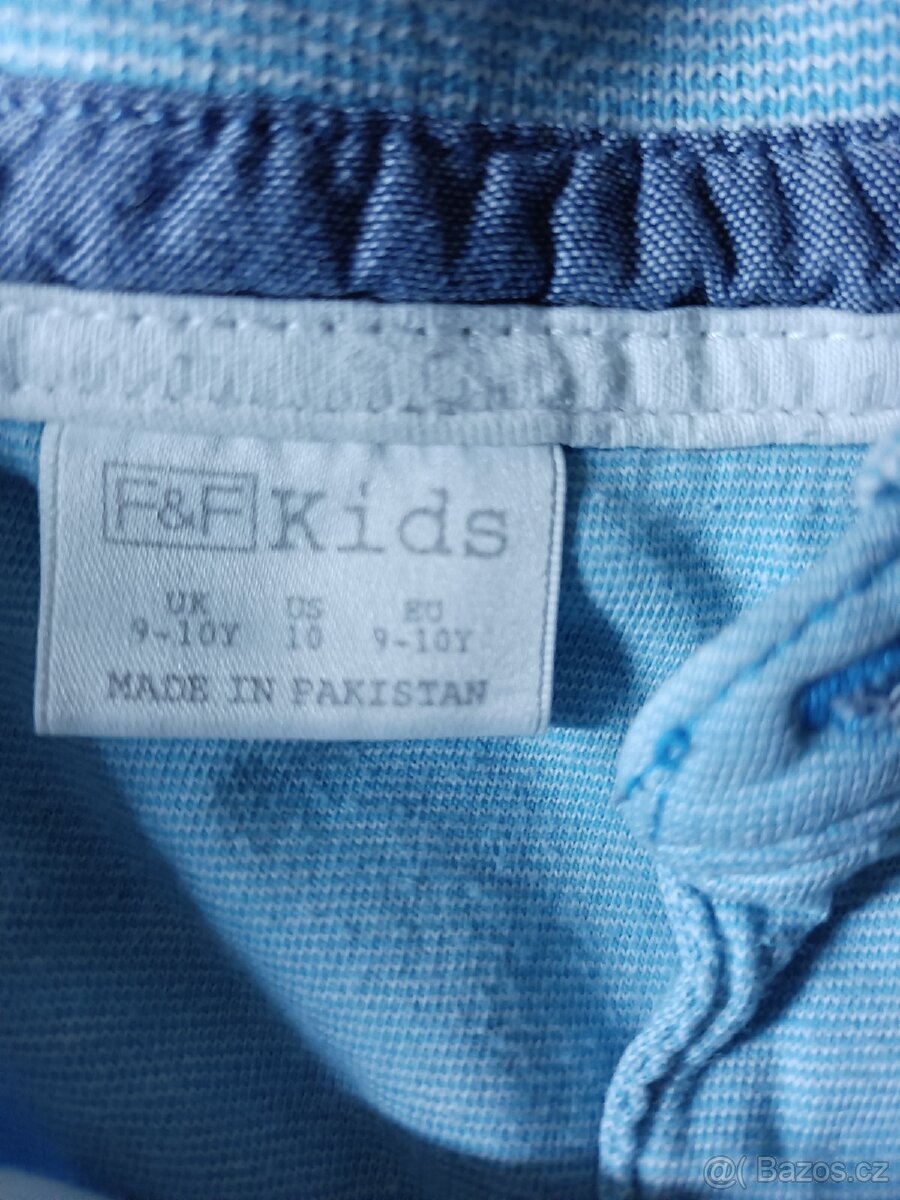 F&F Kids
UK US EU
9-10Y 10 9-10Y
MADE IN PAKISTAN
@( Bazos.cz